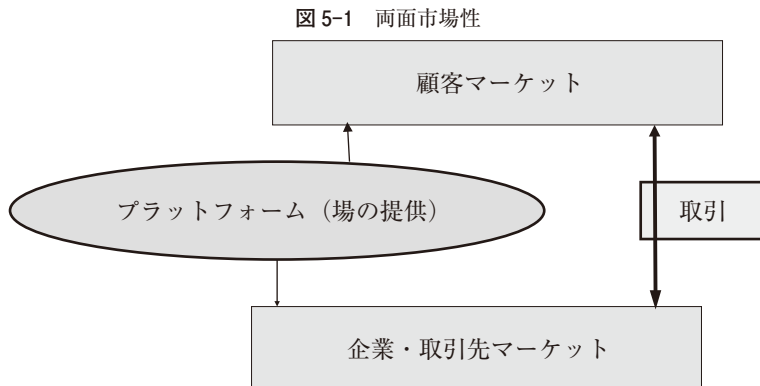 図5-1 両面市場性
顧客マーケット
プラットフォーム（場の提供）
取引
企業・取引先マーケット